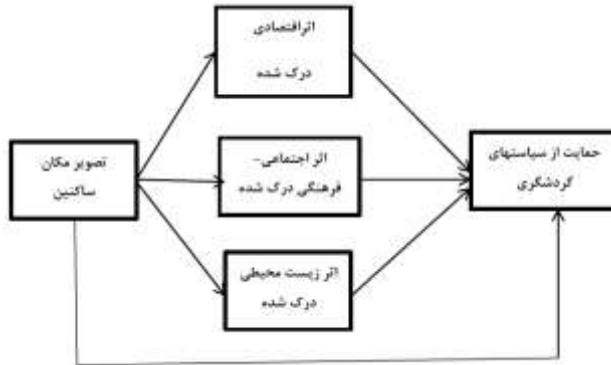 اثراقتصادی
درک شده
تصویر مکان
ساکنین
اثر اجتماعی-
فرهنگی درک شده
حمایت از سیاستهای
گردشگری
اثر زیست محیطی
درک شده